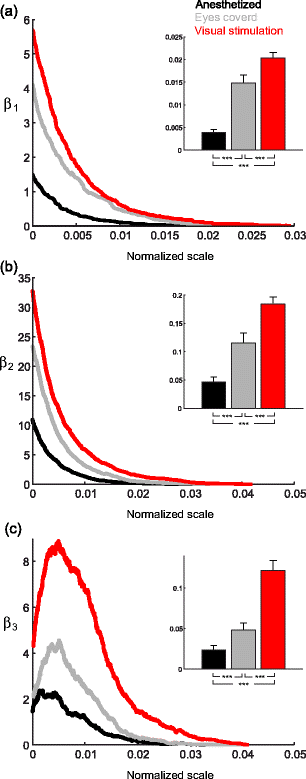 Anesthetized
Eyes coverd
Visual stimulation
(a)
β1
6
5
4
3
2
1
0
0 0.005 0.01 0.015 0.02 0.025 0.03
Normalized scale
0.025
0.02
0.015
0.01
0.005
*** ***
***
(b)
β2
35
30
25
20
15
10
5
0
0 0.01 0.02 0.03 0.04 0.05
Normalized scale
0.2
0.15
0.1
0.05
*** ***
***
(c)
β3
8
6
4
2
0
0 0.01 0.02 0.03 0.04 0.05
Normalized scale
0.1
0.05
0
*** ***
***